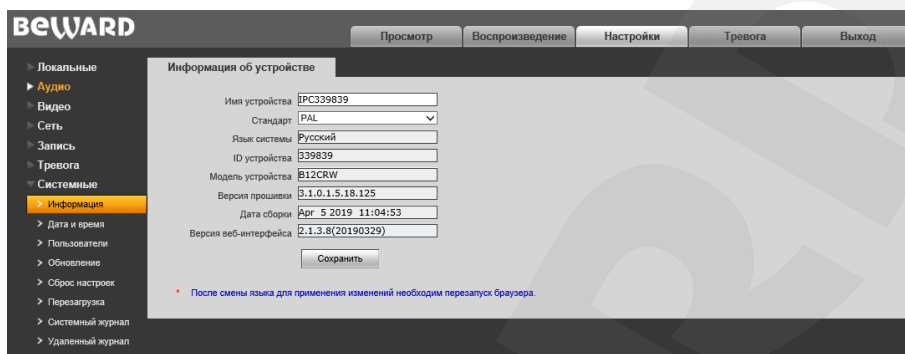 BEWARD
Просмотр
Воспроизведение
Настройки
Тревога
Выход
Локальные
Аудио
Видео
Сеть
Запись
Тревога
Системные
Информация
Дата и время
Пользователи
Обновление
Сброс настроек
Перезагрузка
Системный журнал
Удаленный журнал
Информация об устройстве
Имя устройства IPC339839
Стандарт PAL
Язык системы Русский
ID устройства 339839
Модель устройства B12CRW
Версия прошивки 3.1.0.1.5.18.125
Дата сборки Apr 5 2019 11:04:53
Версия веб-интерфейса 2.1.3.8(20190329)
Сохранить
* После смены языка для применения изменений необходим перезапуск браузера.